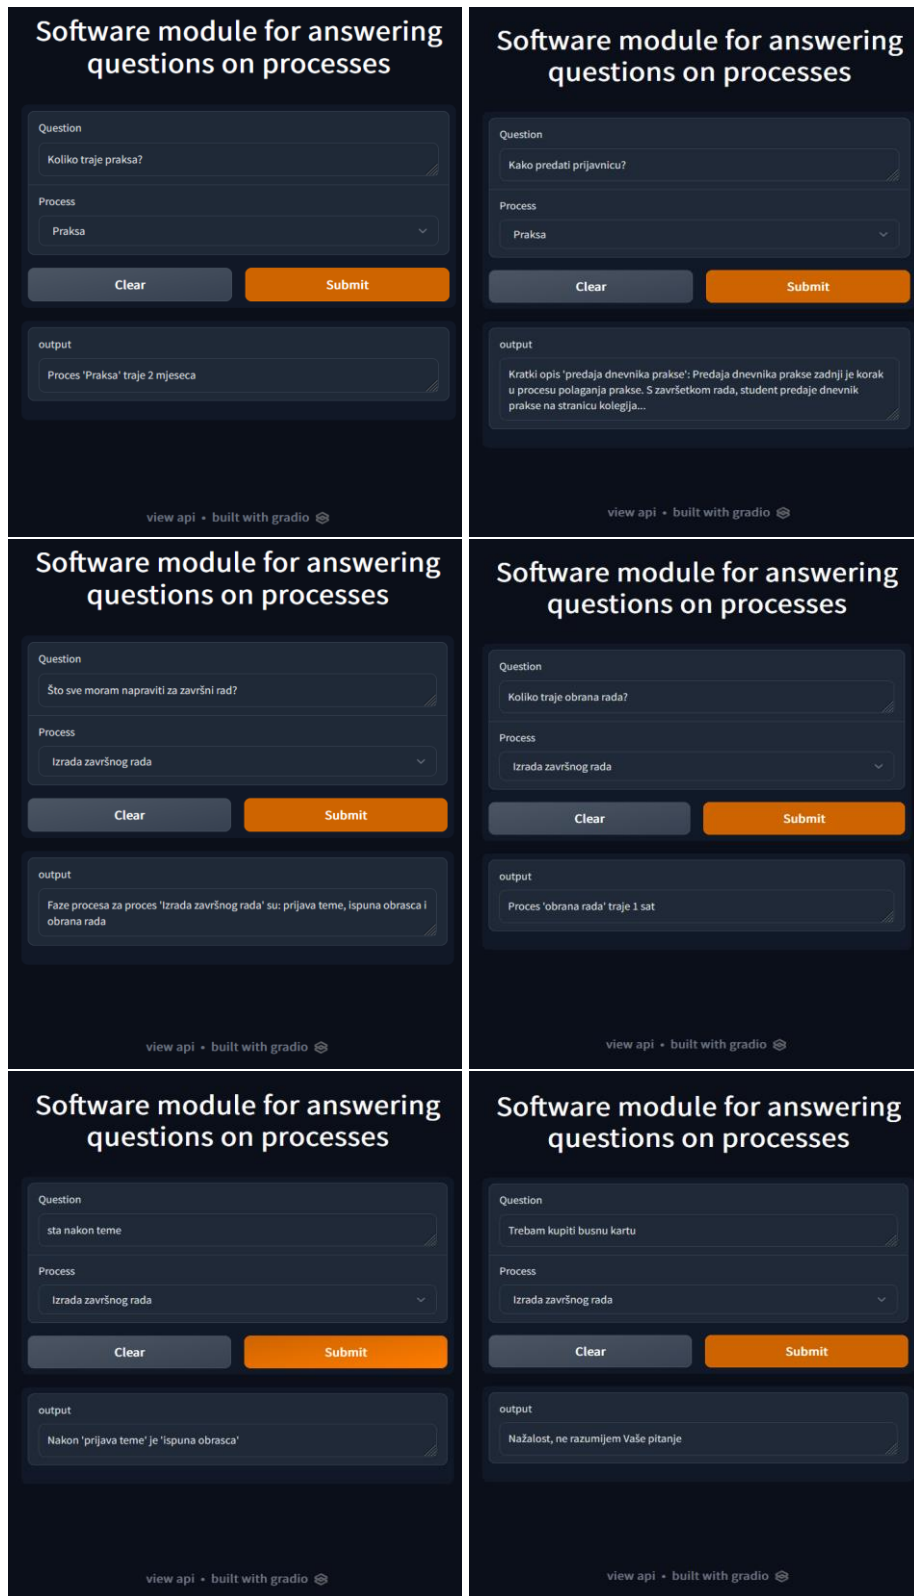 Software module for answering
questions on processes
Question
Koliko traje praksa?
Process
Praksa
Clear
Submit
output
Proces 'Praksa' traje 2 mjeseca
view api • built with gradio
Software module for answering
questions on processes
Question
Kako predati prijavnicu?
Process
Praksa
Clear
Submit
output
Kratki opis 'predaja dnevnika prakse': Predaja dnevnika prakse zadnji je korak
u procesu polaganja prakse. S završetkom rada, student predaje dnevnik
prakse na stranicu kolegija...
view api • built with gradio
Software module for answering
questions on processes
Question
Što sve moram napraviti za završni rad?
Process
Izrada završnog rada
Clear
Submit
output
Faze procesa za proces 'Izrada završnog rada' su: prijava teme, ispuna obrasca i
obrana rada
view api • built with gradio
Software module for answering
questions on processes
Question
Koliko traje obrana rada?
Process
Izrada završnog rada
Clear
Submit
output
Proces 'obrana rada' traje 1 sat
view api • built with gradio
Software module for answering
questions on processes
Question
sta nakon teme
Process
Izrada završnog rada
Clear
Submit
output
Nakon 'prijava teme' je 'ispuna obrasca'
view api • built with gradio
Software module for answering
questions on processes
Question
Trebam kupiti busnu kartu
Process
Izrada završnog rada
Clear
Submit
output
Nažalost, ne razumijem Vaše pitanje
view api • built with gradio